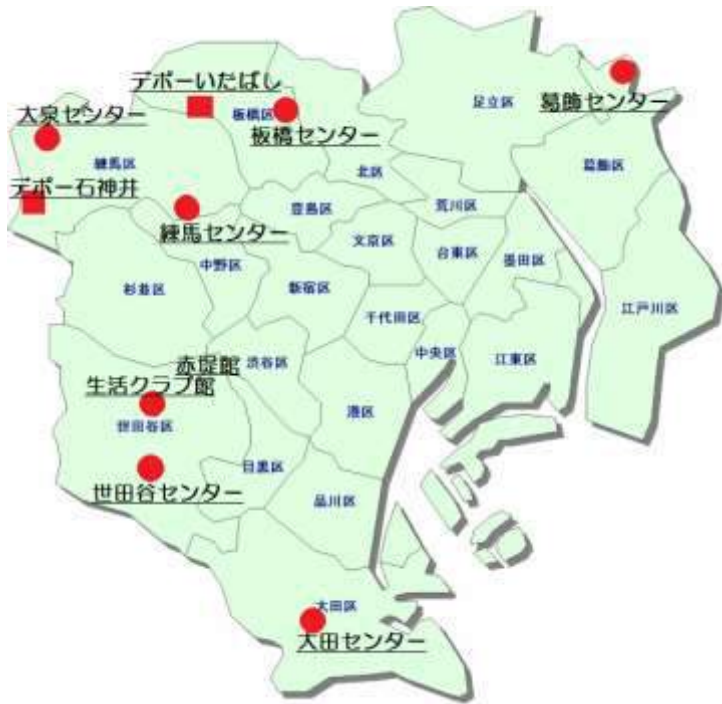 デポーいたばし
大泉センター
板橋区
足立区
葛飾センター
板橋センター
練馬区
北区
葛飾区
デポー石神井
豊島区
荒川区
練馬センター
文京区
台東区
墨田区
中野区
杉並区
新宿区
江戸川区
千代田区
赤堤館
渋谷区
中央区
江東区
生活クラブ館
世田谷区
港区
目黒区
世田谷センター
品川区
大田区
大田センター